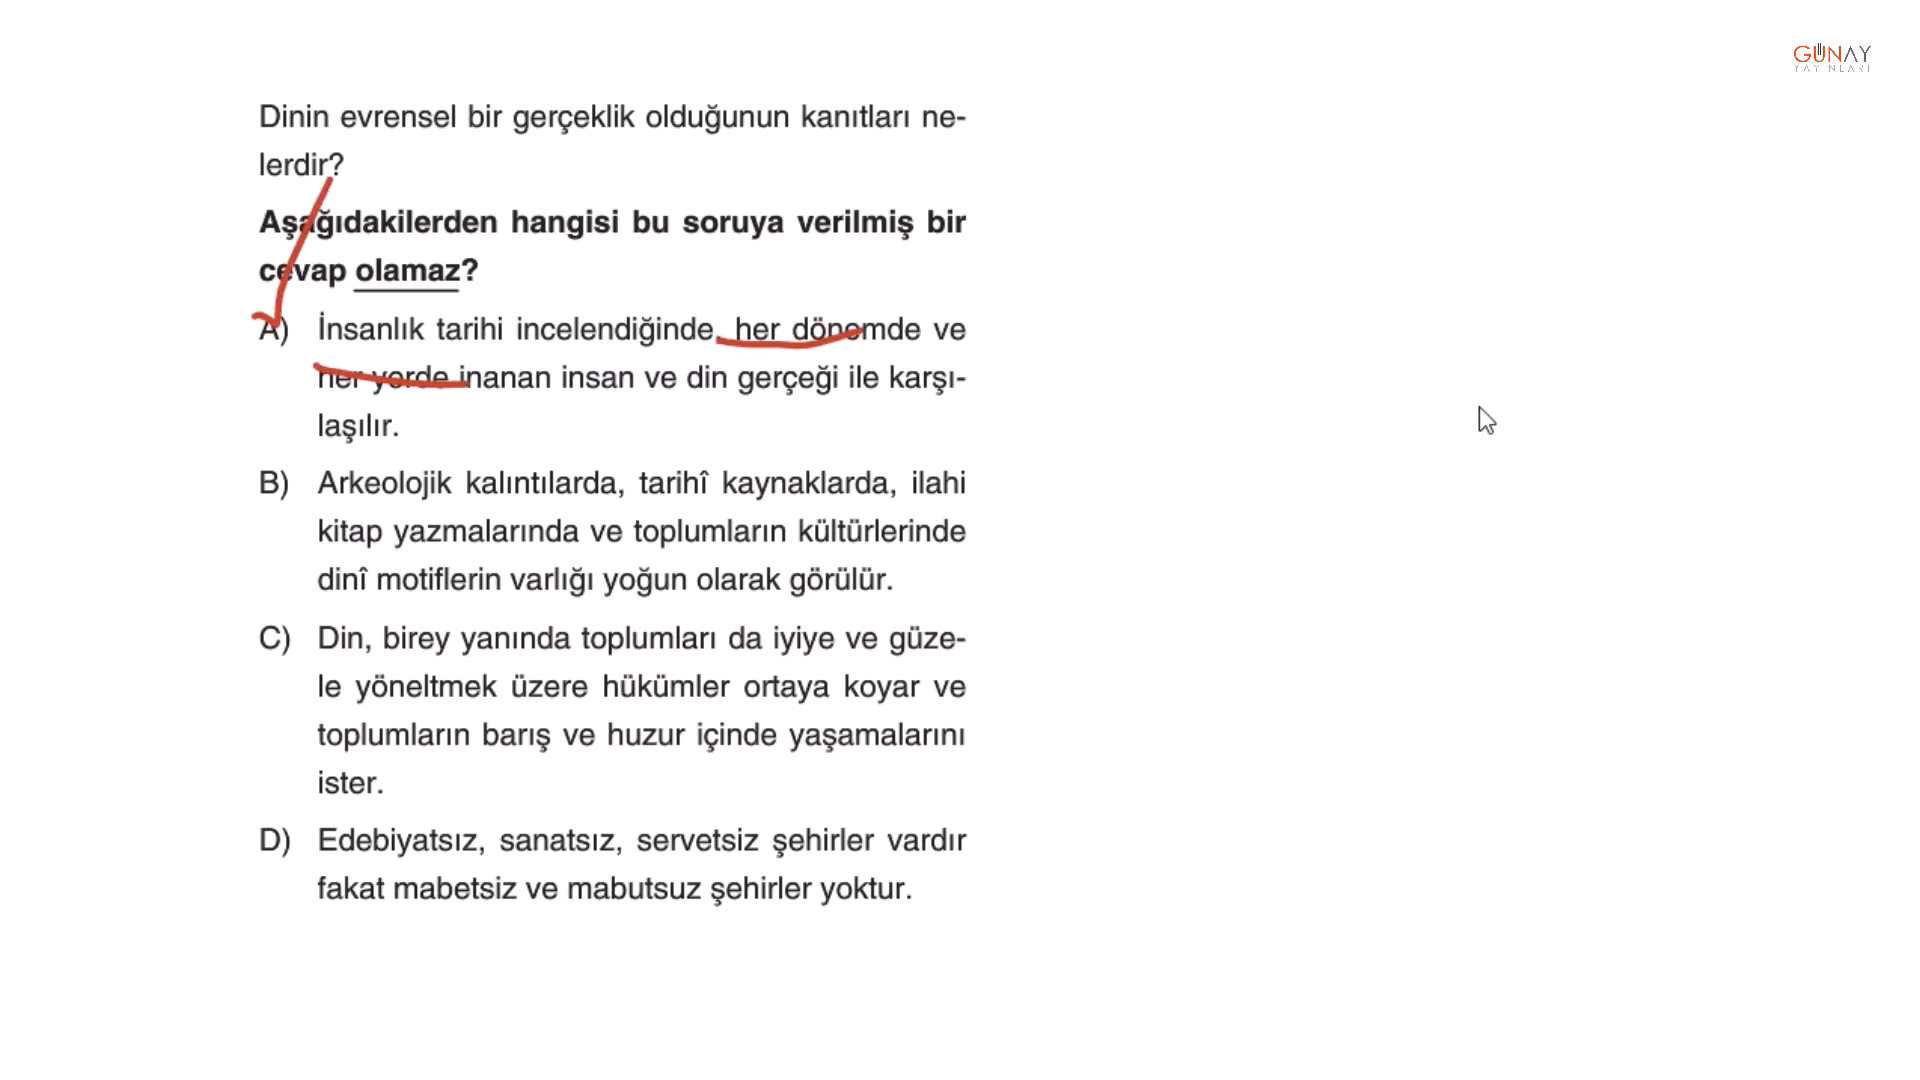 GÜNAY
YAYINLARI
Dinin evrensel bir gerçeklik olduğunun kanıtları ne-
lerdir?
Aşağıdakilerden hangisi bu soruya verilmiş bir
cevap olamaz?
A) İnsanlık tarihi incelendiğinde, her dönemde ve
her yerde inanan insan ve din gerçeği ile karşı-
laşılır.
B) Arkeolojik kalıntılarda, tarihî kaynaklarda, ilahi
kitap yazmalarında ve toplumların kültürlerinde
dinî motiflerin varlığı yoğun olarak görülür.
C) Din, birey yanında toplumları da iyiye ve güze-
le yöneltmek üzere hükümler ortaya koyar ve
toplumların barış ve huzur içinde yaşamalarını
ister.
D) Edebiyatsız, sanatsız, servetsiz şehirler vardır
fakat mabetsiz ve mabutsuz şehirler yoktur.